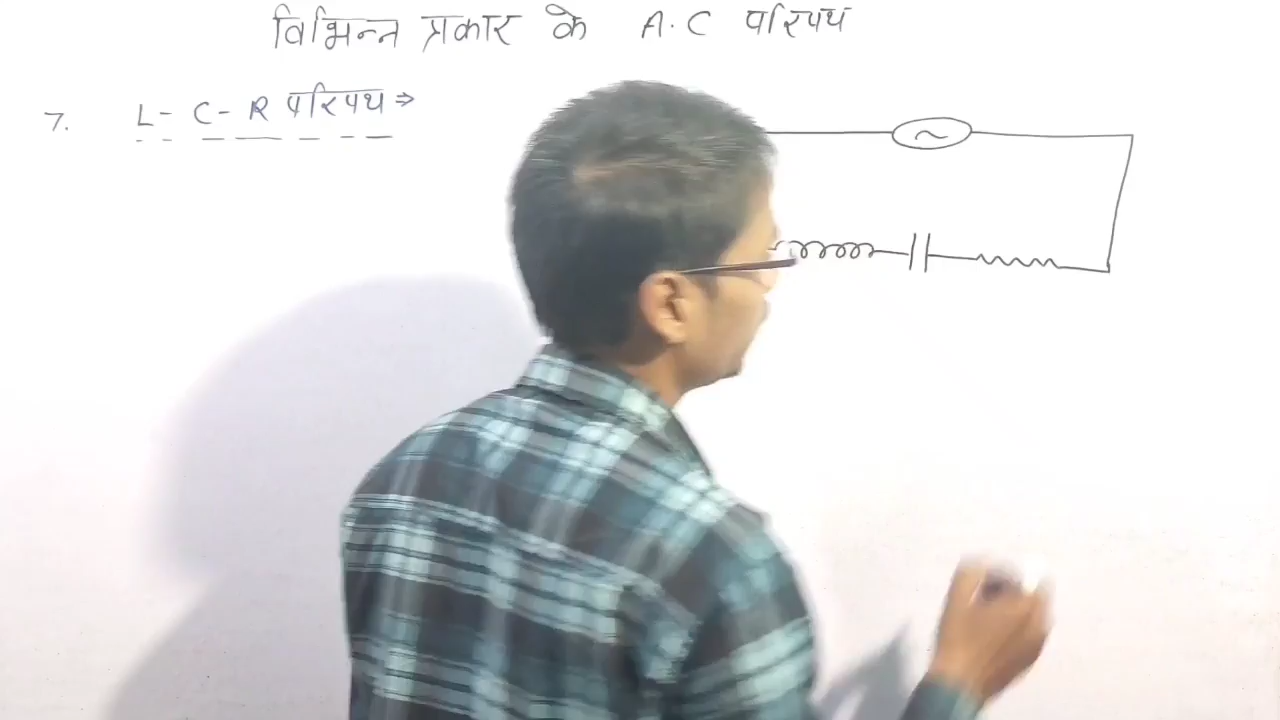 विभिन्न प्रकार के A.C परिपथ
7. L- C- R परिपथ ⇒
~